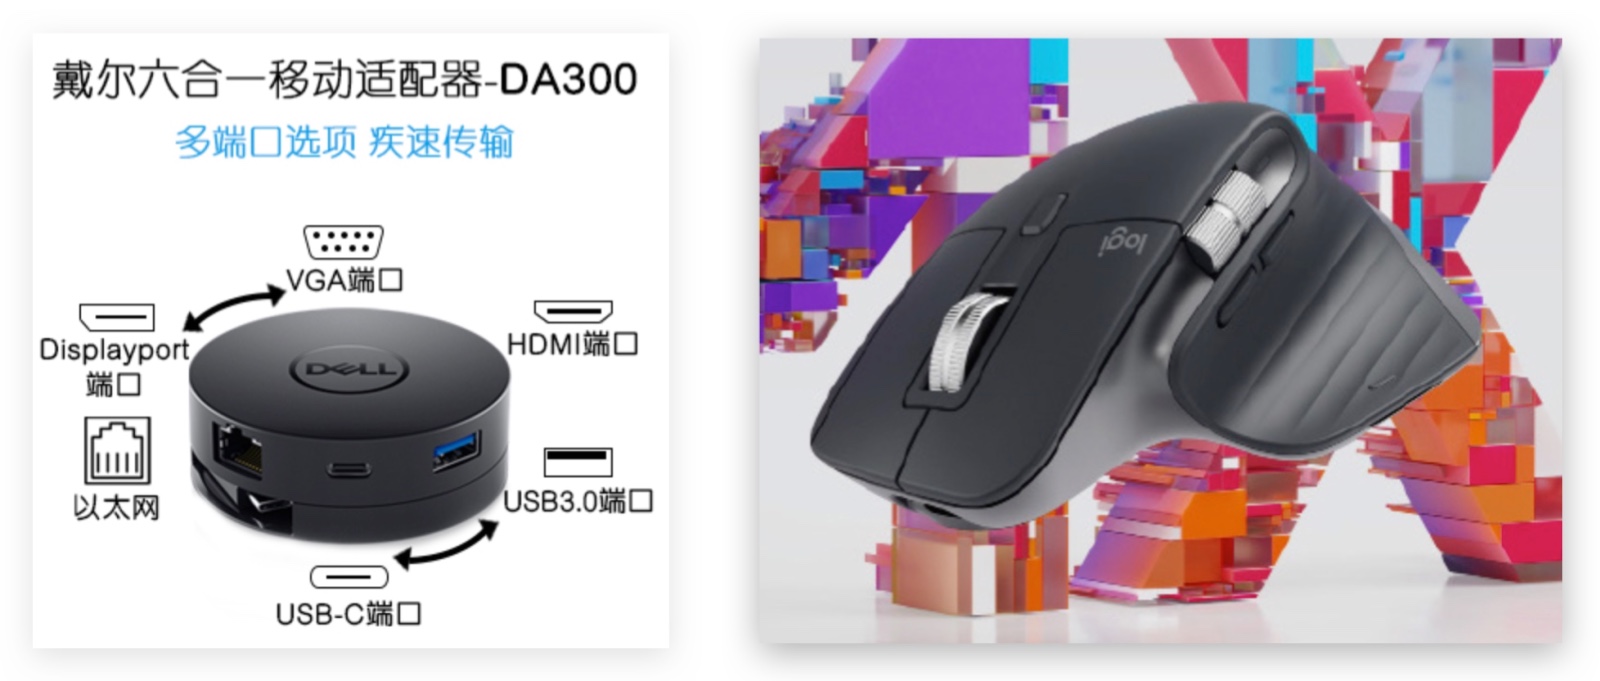 戴尔六合一移动适配器-DA300
多端口选项 疾速传输
VGA端口
Displayport
端口
HDMI端口
DELL
以太网
USB3.0端口
USB-C端口
logi